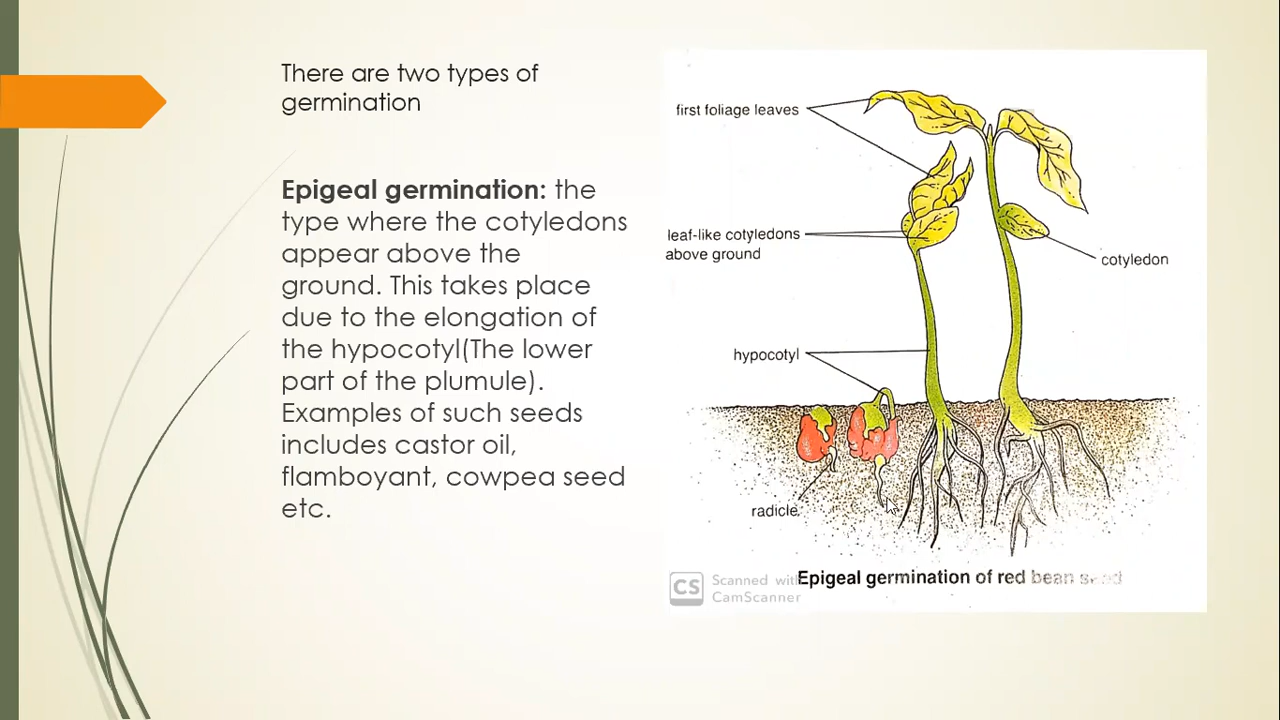 There are two types of
germination
Epigeal germination: the
type where the cotyledons
appear above the
ground. This takes place
due to the elongation of
the hypocotyl(The lower
part of the plumule).
Examples of such seeds
includes castor oil,
flamboyant, cowpea seed
etc.
first foliage leaves
leaf-like cotyledons
above ground
cotyledon
hypocotyl
radicle
Epigeal germination of red bean seed
CS
Scanned with
CamScanner